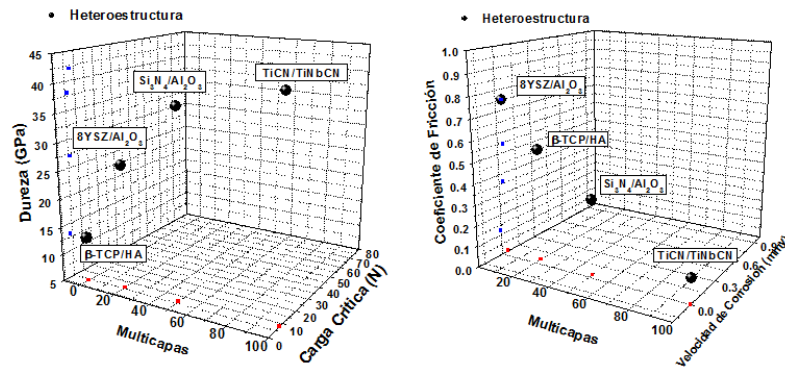 Heteroestructura
45
40
35
30
25
20
15
10
5
Dureza (GPa)
Si₃N₄/Al₂O₃
TiCN/TiNbCN
8YSZ/Al₂O₃
β-TCP/HA
0
20
40
60
80
100
Multicapas
0
10
20
30
40
50
60
70
80
Carga Critica (N)
Heteroestructura
1.0
0.9
0.8
0.7
0.6
0.5
0.4
0.3
0.2
0.1
0.0
Coeficiente de Fricción
8YSZ/Al₂O₃
β-TCP/HA
Si₃N₄/Al₂O₃
TiCN/TiNbCN
20
40
60
80
100
Multicapas
0.0
0.3
0.6
0.9
Velocidad de Corrosion